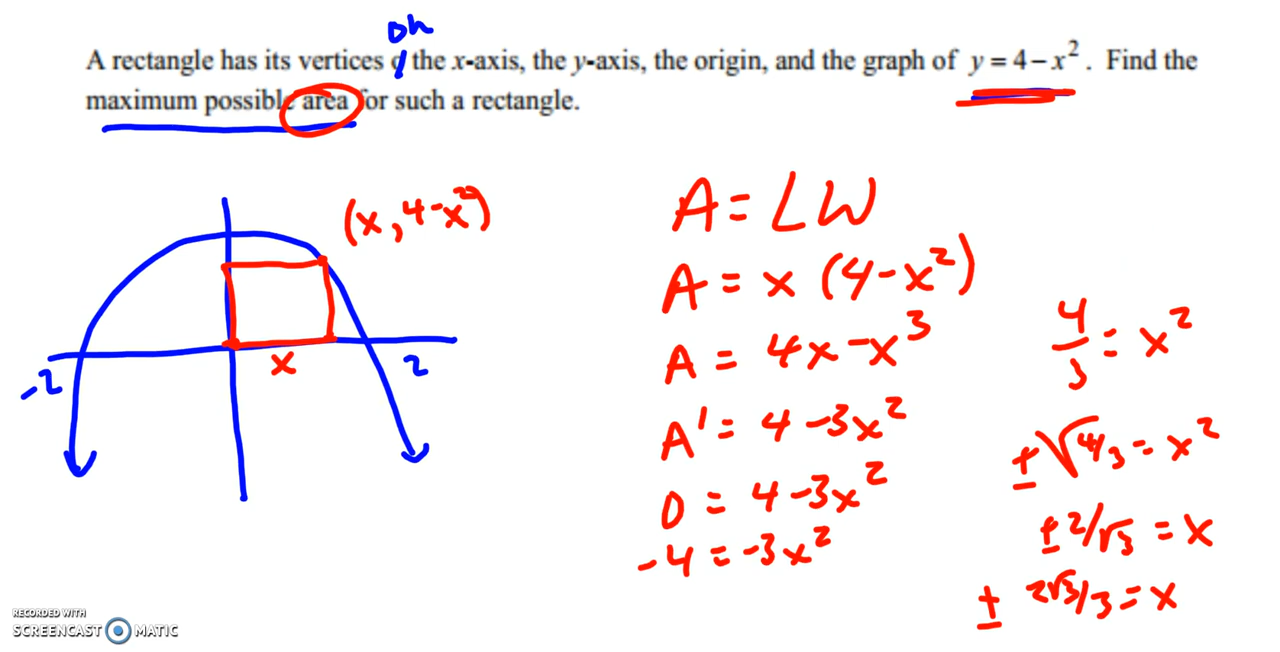 on
A rectangle has its vertices o the x-axis, the y-axis, the origin, and the graph of y = 4 – x². Find the
maximum possible area for such a rectangle.
(x, 4-x²)
-2
x
2
A = LW
A = x (4-x²)
A = 4x-x³
A' = 4-3x²
0 = 4-3x²
-4 = -3x²
4/3 = x²
±√4/3 = x²
±2/√3 = x
± 2√3/3 = x
RECORDED WITH
SCREENCAST MATIC